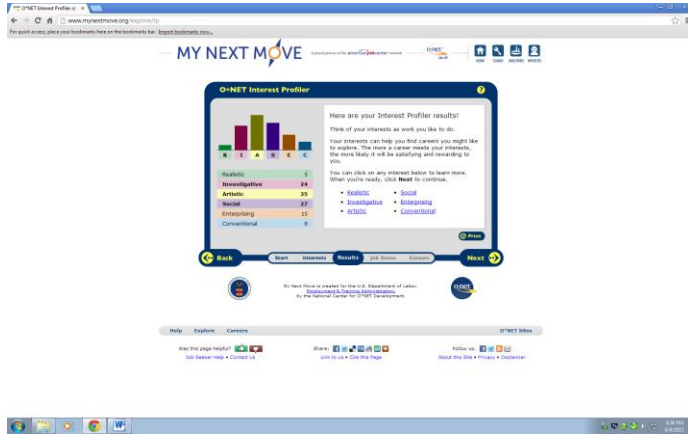 O*NET Interest Profiler
www.mynextmove.org/explore/ip
For quick access, place your bookmarks here on the bookmarks bar. Import bookmarks now...
MY NEXT MOVE
O*NET Interest Profiler
?
R I A S E C
Realistic 5
Investigative 24
Artistic 35
Social 27
Enterprising 15
Conventional 8
Here are your Interest Profiler results!
Think of your interests as work you like to do.
Your interests can help you find careers you might like
to explore. The more a career meets your interests,
the more likely it will be satisfying and rewarding to
you.
You can click on any interest below to learn more.
When you're ready, click Next to continue.
• Realistic • Social
• Investigative • Enterprising
• Artistic • Conventional
Print
Back Start Interests Results Job Zones Careers Next
My Next Move is created for the U.S. Department of Labor,
Employment & Training Administration,
by the National Center for O*NET Development.
o*net
Help Explore Careers O*NET Sites
Was this page helpful? Share: Follow us:
Job Seeker Help • Contact Us Link to Us • Cite this Page About this Site • Privacy • Disclaimer